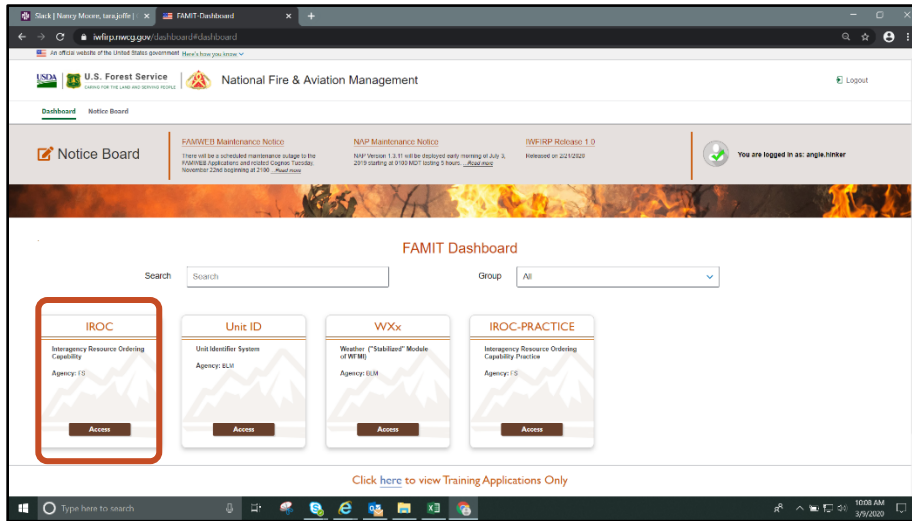 Slack | Nancy Moore, tara.joffe |
FAMIT-Dashboard
iwfirp.nwcg.gov/dashboard#dashboard
An official website of the United States government Here's how you know
USDA U.S. Forest Service
CARING FOR THE LAND AND SERVING PEOPLE
National Fire & Aviation Management
Logout
Dashboard Notice Board
Notice Board
FAMWEB Maintenance Notice
There will be a scheduled maintenance outage to the
FAMWEB Applications and related Cognos Tuesday,
November 22nd beginning at 2100 ...Read more
NAP Maintenance Notice
NAP Version 1.3.11 will be deployed early morning of July 3,
2019 starting at 0100 MDT lasting 5 hours. ...Read more
IWFIRP Release 1.0
Released on 2/21/2020
You are logged in as: angie.hinker
FAMIT Dashboard
Search Search Group All
IROC
Interagency Resource Ordering
Capability
Agency: FS
Access
Unit ID
Unit Identifier System
Agency: BLM
Access
WXx
Weather ("Stabilized" Module
of WFMI)
Agency: BLM
Access
IROC-PRACTICE
Interagency Resource Ordering
Capability Practice
Agency: FS
Access
Click here to view Training Applications Only
Type here to search
10:08 AM
3/9/2020